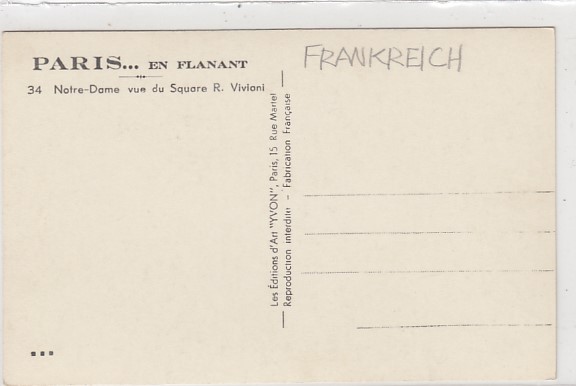 PARIS... EN FLANANT
34 Notre-Dame vue du Square R. Viviani
FRANKREICH
Les Éditions d'Art "YVON", Paris, 15 Rue Martel
Reproduction interdite - Fabrication Française